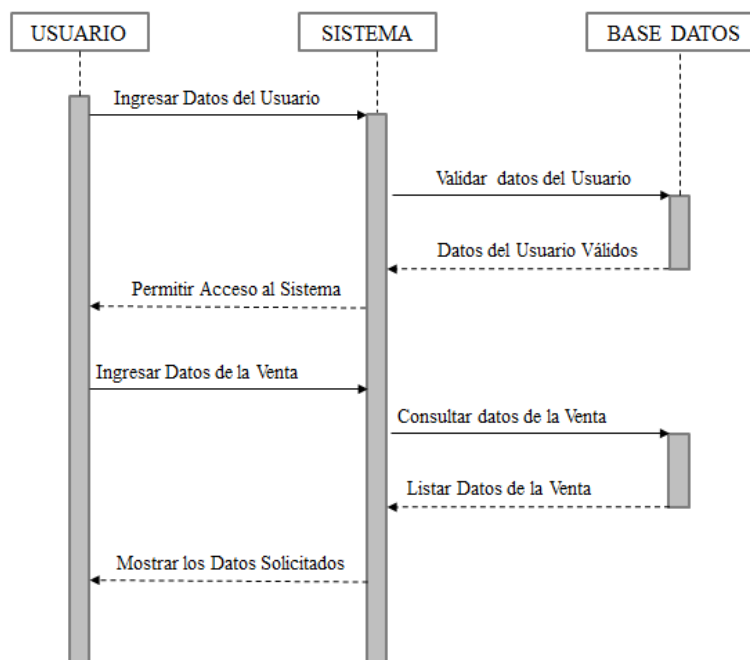 USUARIO
SISTEMA
BASE DATOS
Ingresar Datos del Usuario
Validar datos del Usuario
Datos del Usuario Válidos
Permitir Acceso al Sistema
Ingresar Datos de la Venta
Consultar datos de la Venta
Listar Datos de la Venta
Mostrar los Datos Solicitados